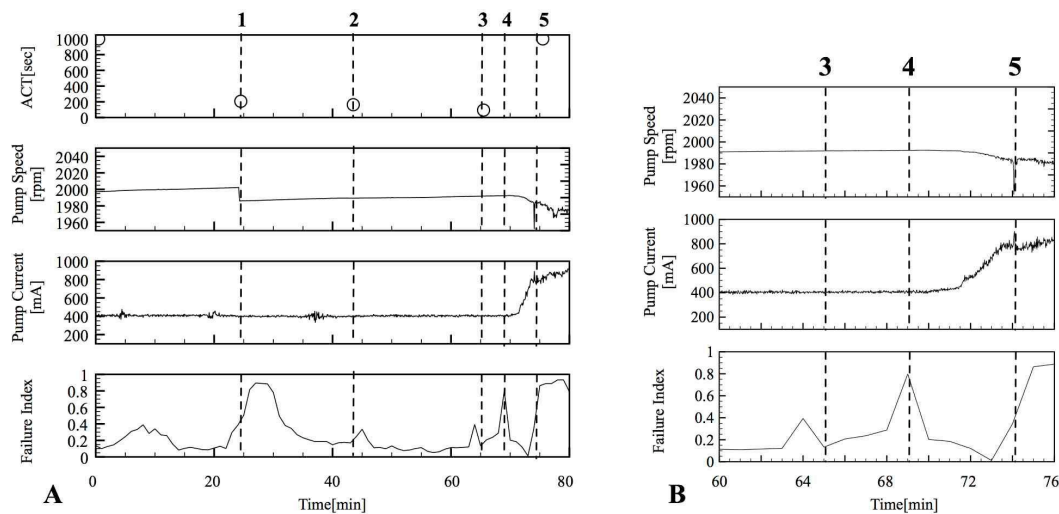 1 2 3 4 5
ACT[sec]
1000
800
600
400
200
0
Pump Speed
[rpm]
2040
2020
2000
1980
1960
Pump Current
[mA]
1000
800
600
400
200
Failure Index
1
0.8
0.6
0.4
0.2
0
0 20 40 60 80
Time[min]
A
3 4 5
Pump Speed
[rpm]
2040
2020
2000
1980
1960
Pump Current
[mA]
1000
800
600
400
200
Failure Index
1
0.8
0.6
0.4
0.2
0
60 64 68 72 76
Time[min]
B